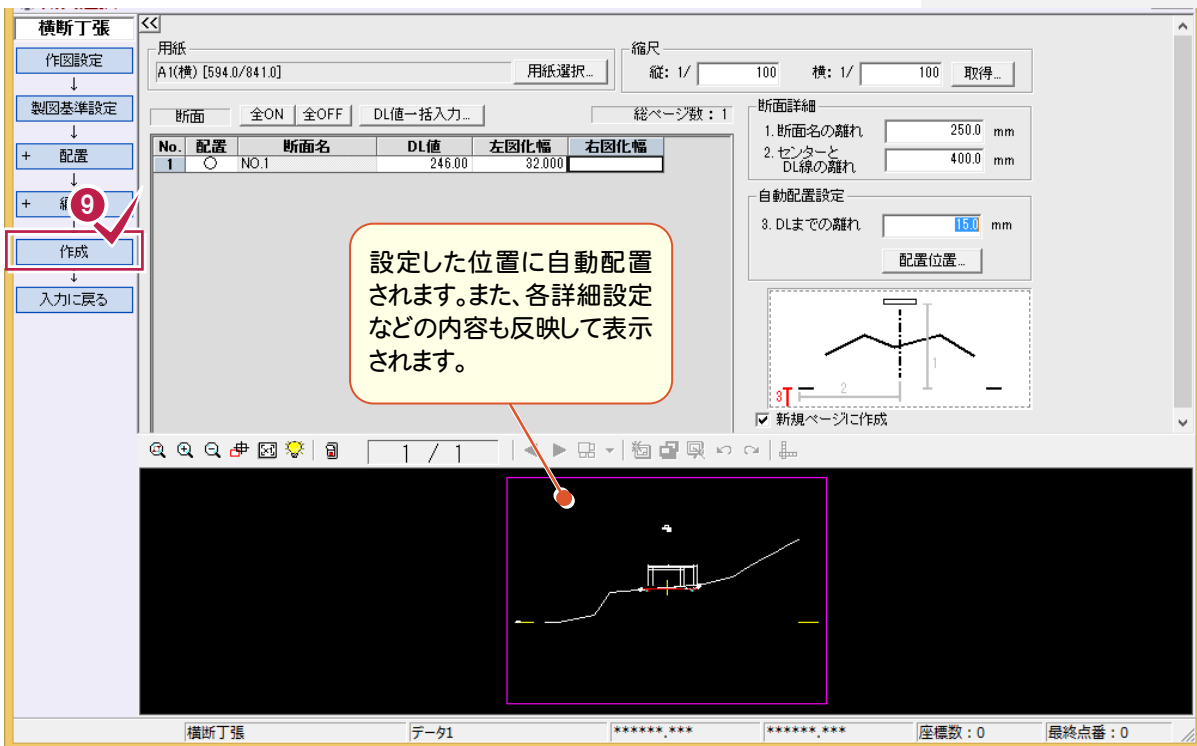 横断丁張
<<
作図設定
↓
製図基準設定
↓
+ 配置
↓
+
9
作成
↓
入力に戻る
用紙
A1(横) [594.0/841.0]
用紙選択...
縮尺
縦: 1/ 100 横: 1/ 100 取得...
断面 全ON 全OFF DL値一括入力... 総ページ数: 1
No. 配置 断面名 DL値 左図化幅 右図化幅
1 ○ NO.1 246.00 32.000
断面詳細
1. 断面名の離れ 250.0 mm
2. センターと
DL線の離れ 400.0 mm
自動配置設定
3. DLまでの離れ 15.0 mm
配置位置...
1
2
3
新規ページに作成
設定した位置に自動配置
されます。また、各詳細設定
などの内容も反映して表示
されます。
1 / 1
横断丁張 データ1 ******.*** ******.*** 座標数: 0 最終点番: 0